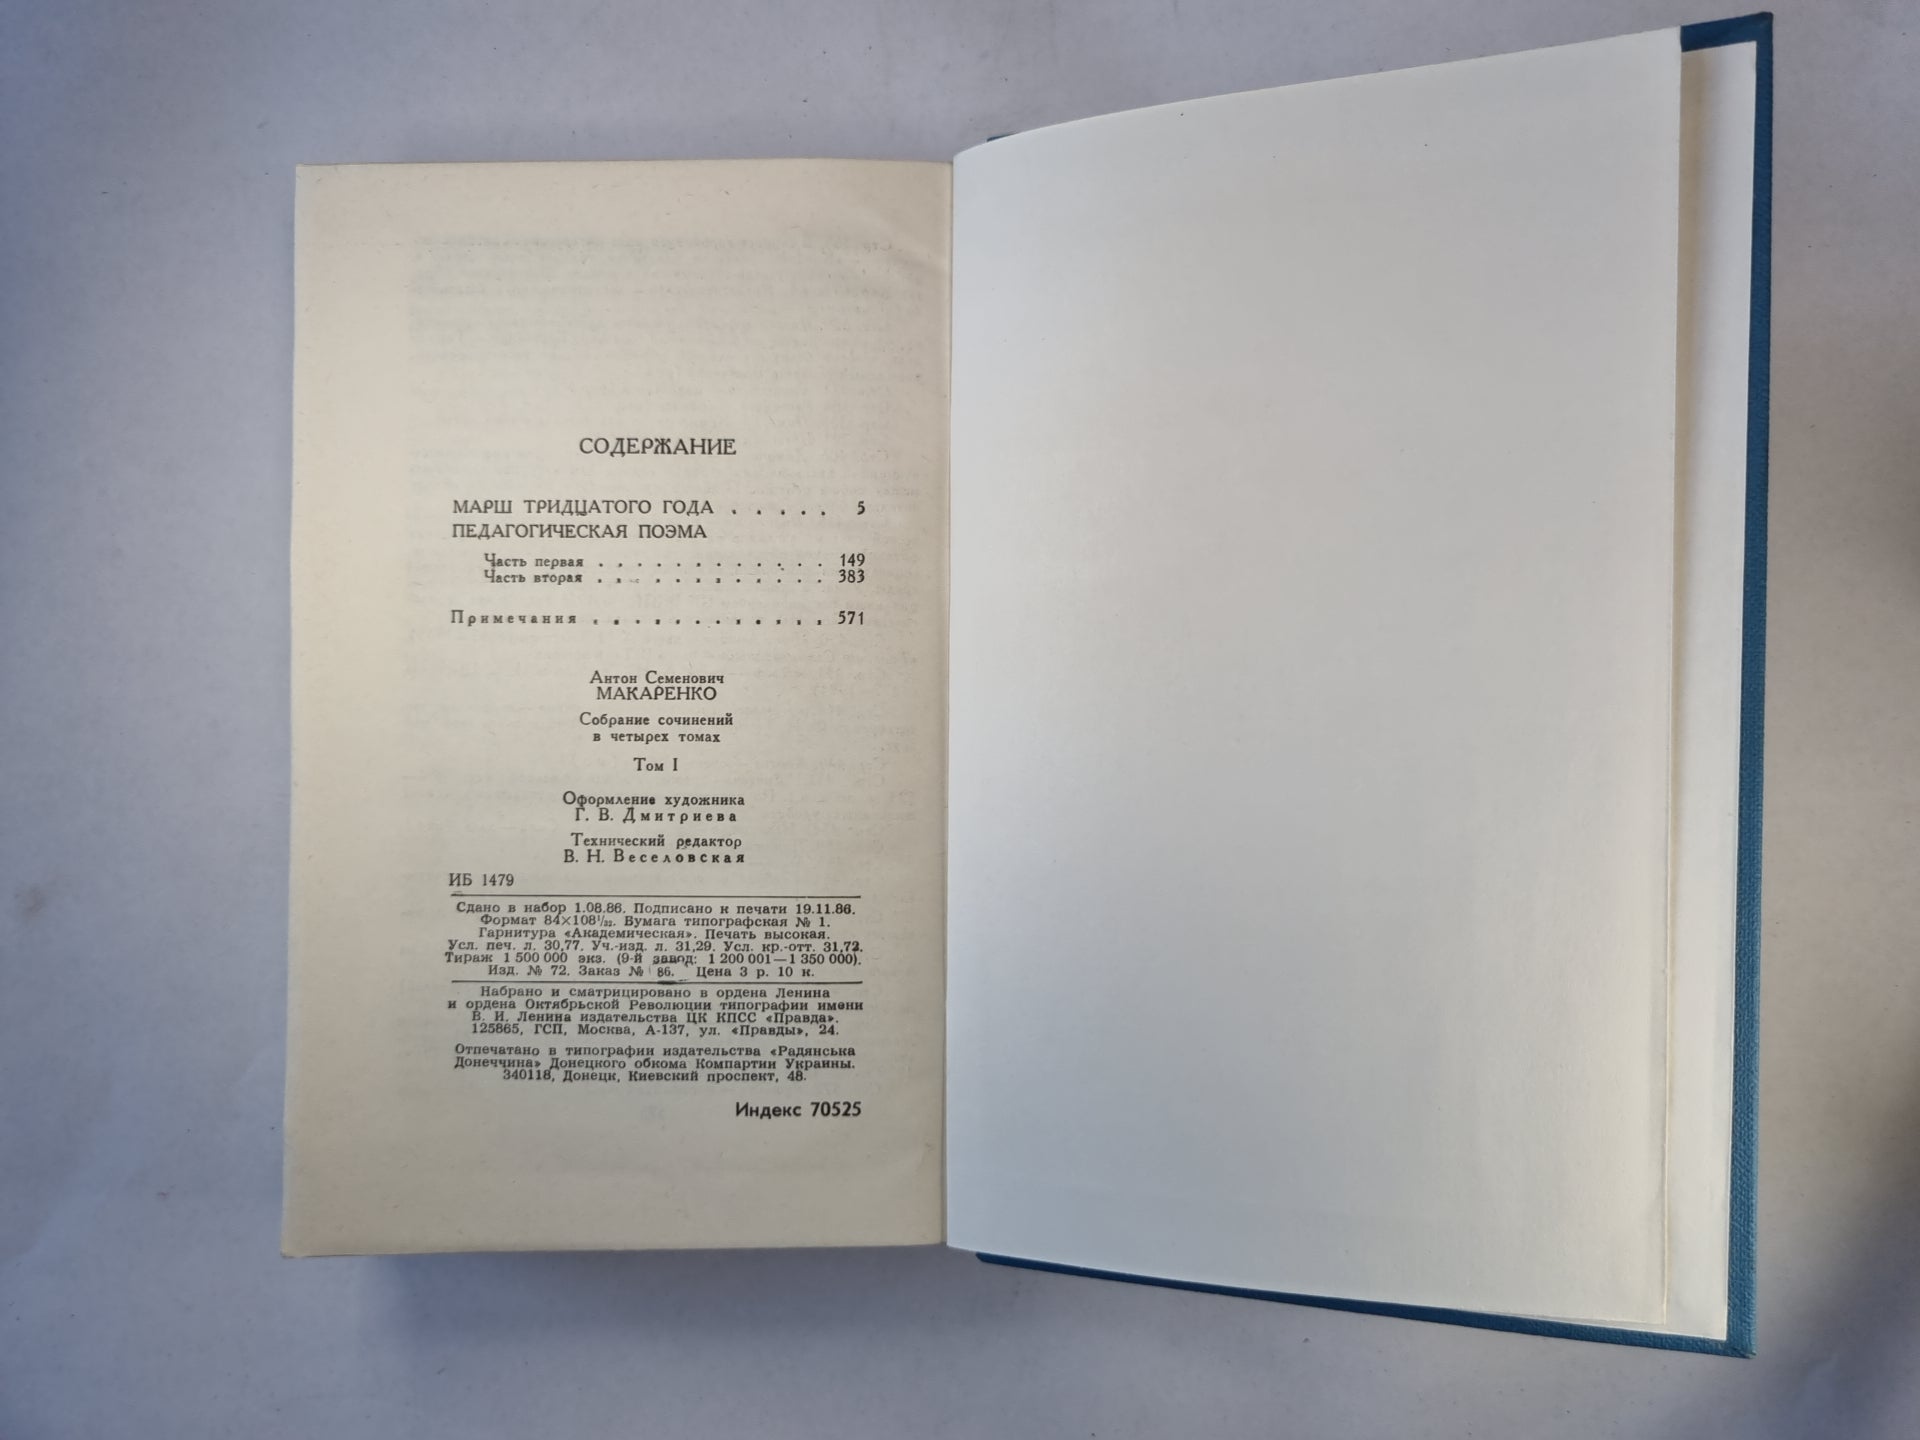 СОДЕРЖАНИЕ
МАРШ ТРИДЦАТОГО ГОДА . . . . . 5
ПЕДАГОГИЧЕСКАЯ ПОЭМА
Часть первая . . . . . . . . . . . . 149
Часть вторая . . . . . . . . . . . . 383
Примечания . . . . . . . . . . . . 571
Антон Семенович
МАКАРЕНКО
Собрание сочинений
в четырех томах
Том I
Оформление художника
Г. В. Дмитриева
Технический редактор
В. Н. Веселовская
ИБ 1479
Сдано в набор 1.08.86. Подписано к печати 19.11.86.
Формат 84×108¹/₃₂. Бумага типографская № 1.
Гарнитура «Академическая». Печать высокая.
Усл. печ. л. 30,77. Уч.-изд. л. 31,29. Усл. кр.-отт. 31,72.
Тираж 1 500 000 экз. (9-й завод: 1 200 001—1 350 000).
Изд. № 72. Заказ № 86. Цена 3 р. 10 к.
Набрано и сматрицировано в ордена Ленина
и ордена Октябрьской Революции типографии имени
В. И. Ленина издательства ЦК КПСС «Правда».
125865, ГСП, Москва, А-137, ул. «Правды», 24.
Отпечатано в типографии издательства «Радянська
Донеччина» Донецкого обкома Компартии Украины.
340118, Донецк, Киевский проспект, 48.
Индекс 70525